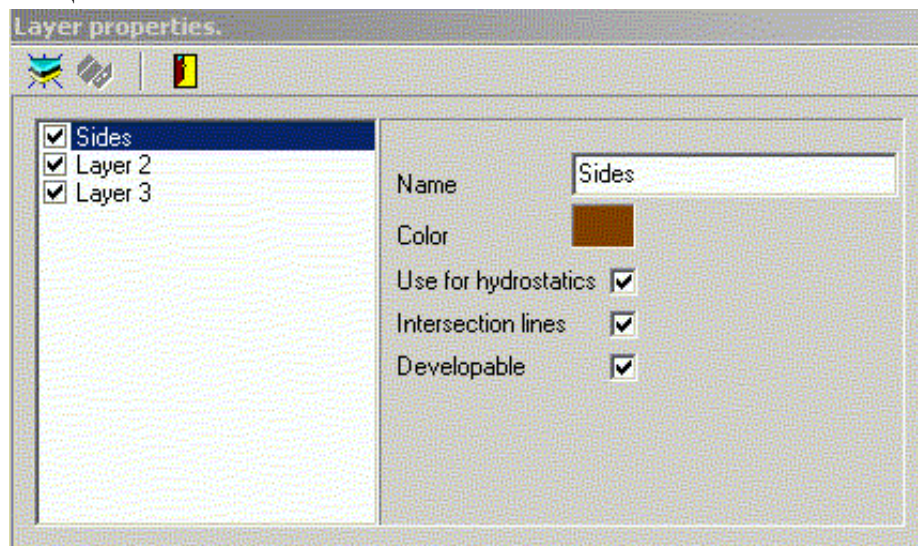 Layer properties.
Sides
Layer 2
Layer 3
Name
Sides
Color
Use for hydrostatics
Intersection lines
Developable